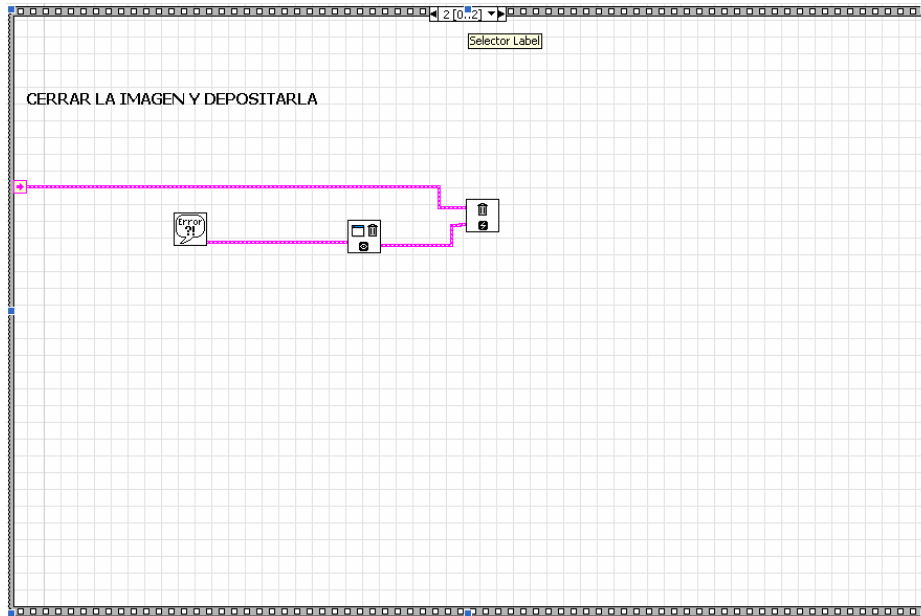 2 [0..2]
Selector Label
CERRAR LA IMAGEN Y DEPOSITARLA
Error
?!